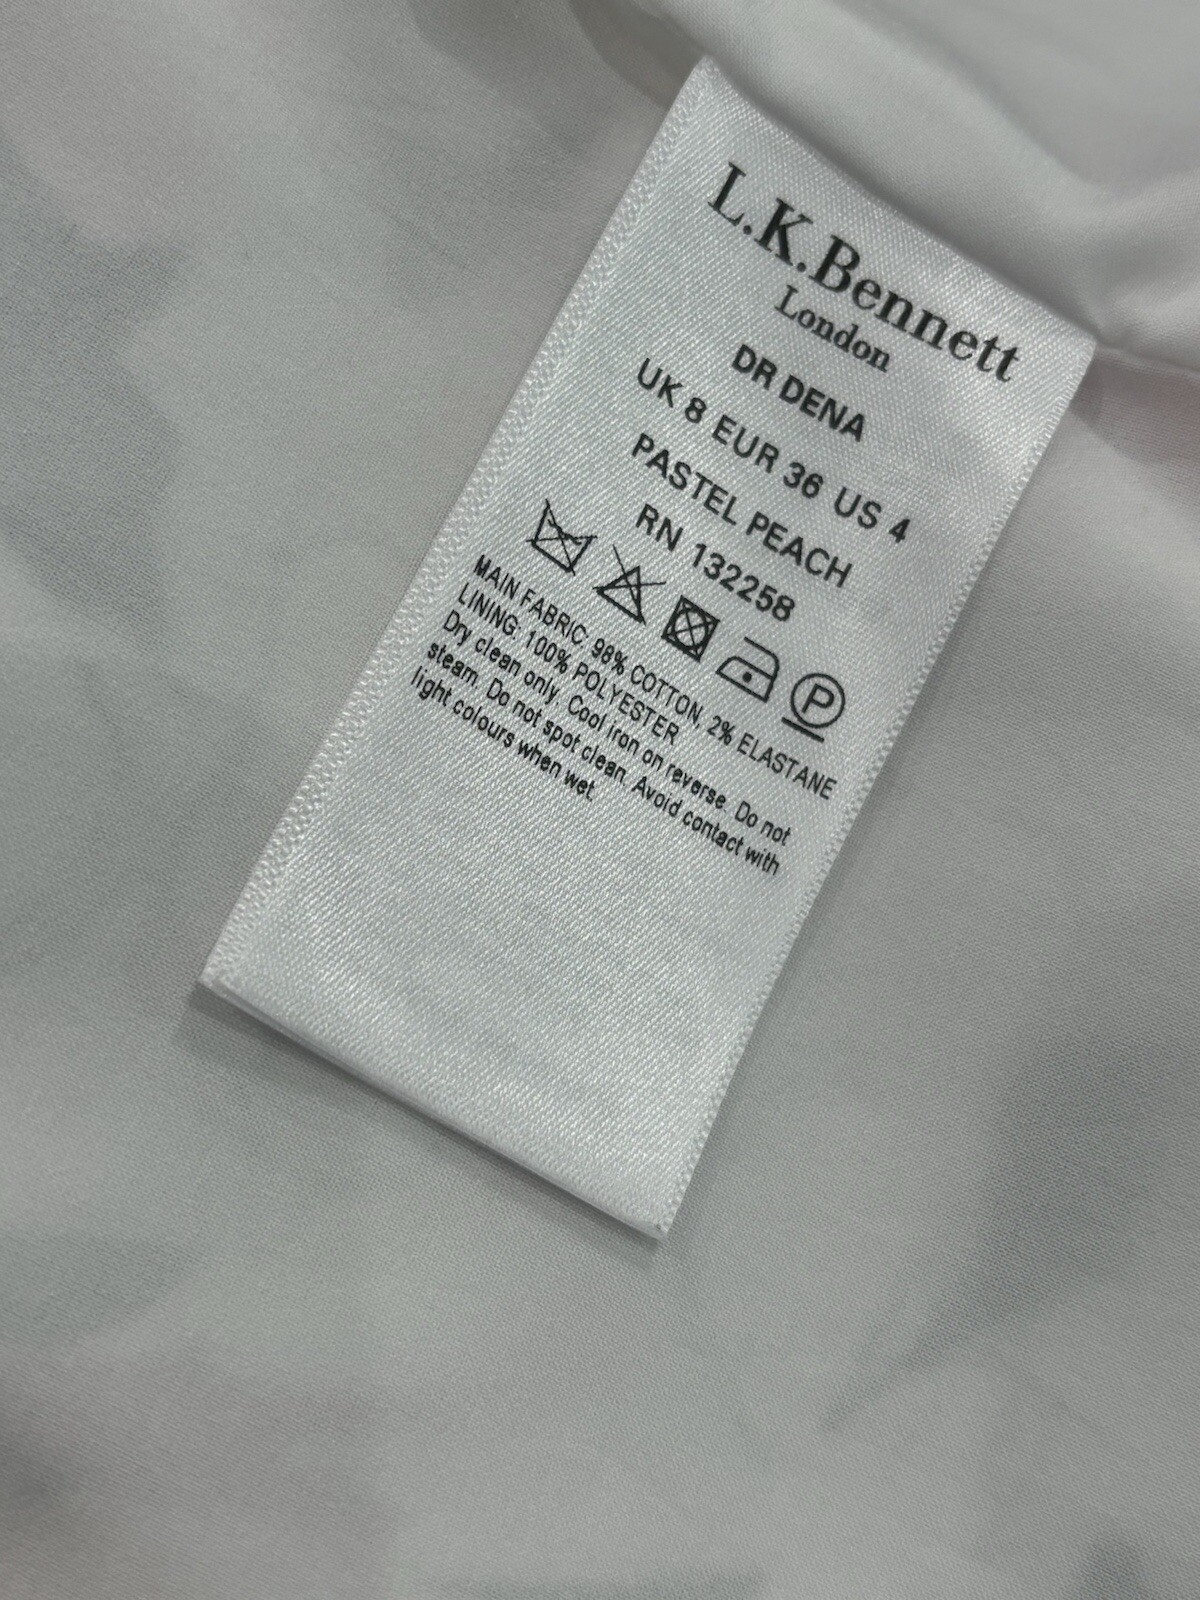 L.K.Bennett
London
DR DENA
UK 8 EUR 36 US 4
PASTEL PEACH
RN 132258
P
MAIN FABRIC: 98% COTTON, 2% ELASTANE
LINING: 100% POLYESTER
Dry clean only. Cool iron on reverse. Do not
steam. Do not spot clean. Avoid contact with
light colours when wet.